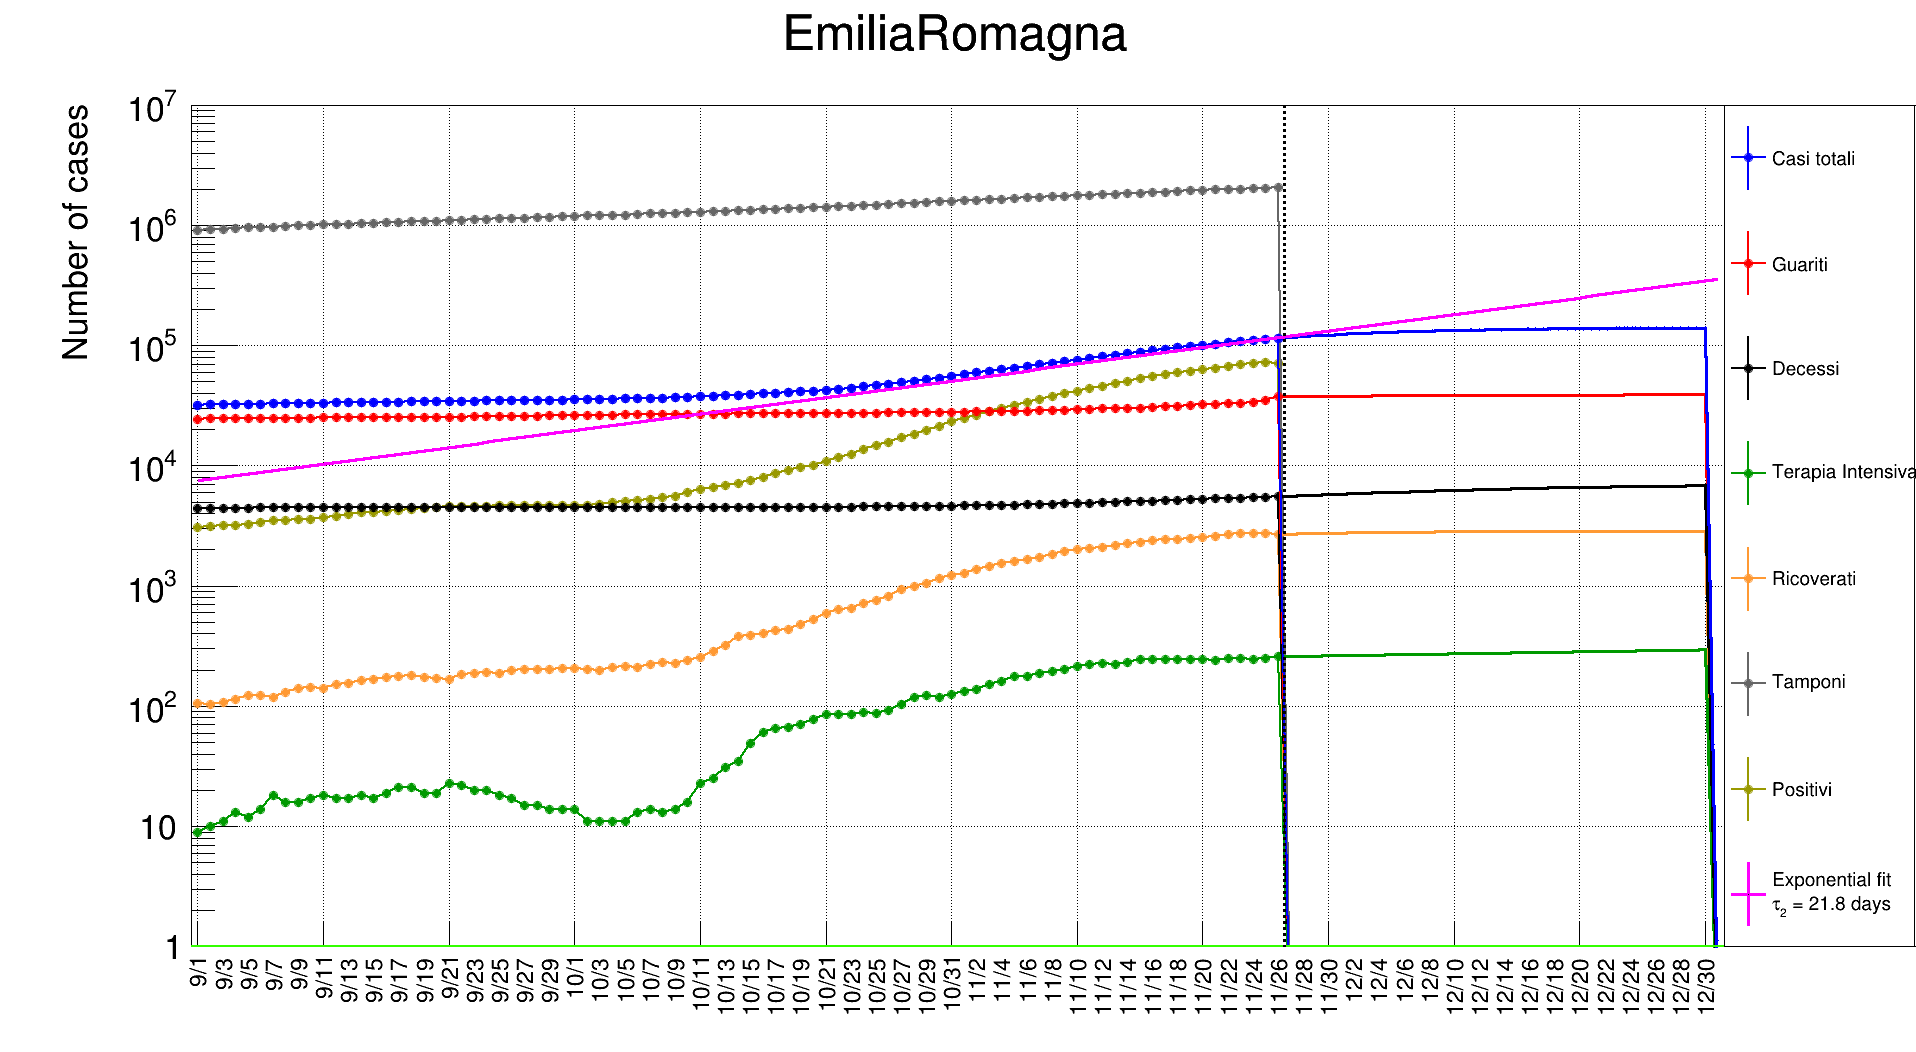 EmiliaRomagna
Number of cases
10^7
10^6
10^5
10^4
10^3
10^2
10
1
9/1 9/3 9/5 9/7 9/9 9/11 9/13 9/15 9/17 9/19 9/21 9/23 9/25 9/27 9/29 10/1 10/3 10/5 10/7 10/9 10/11 10/13 10/15 10/17 10/19 10/21 10/23 10/25 10/27 10/29 10/31 11/2 11/4 11/6 11/8 11/10 11/12 11/14 11/16 11/18 11/20 11/22 11/24 11/26 11/28 11/30 12/2 12/4 12/6 12/8 12/10 12/12 12/14 12/16 12/18 12/20 12/22 12/24 12/26 12/28 12/30
Casi totali
Guariti
Decessi
Terapia Intensiva
Ricoverati
Tamponi
Positivi
Exponential fit
τ_2 = 21.8 days